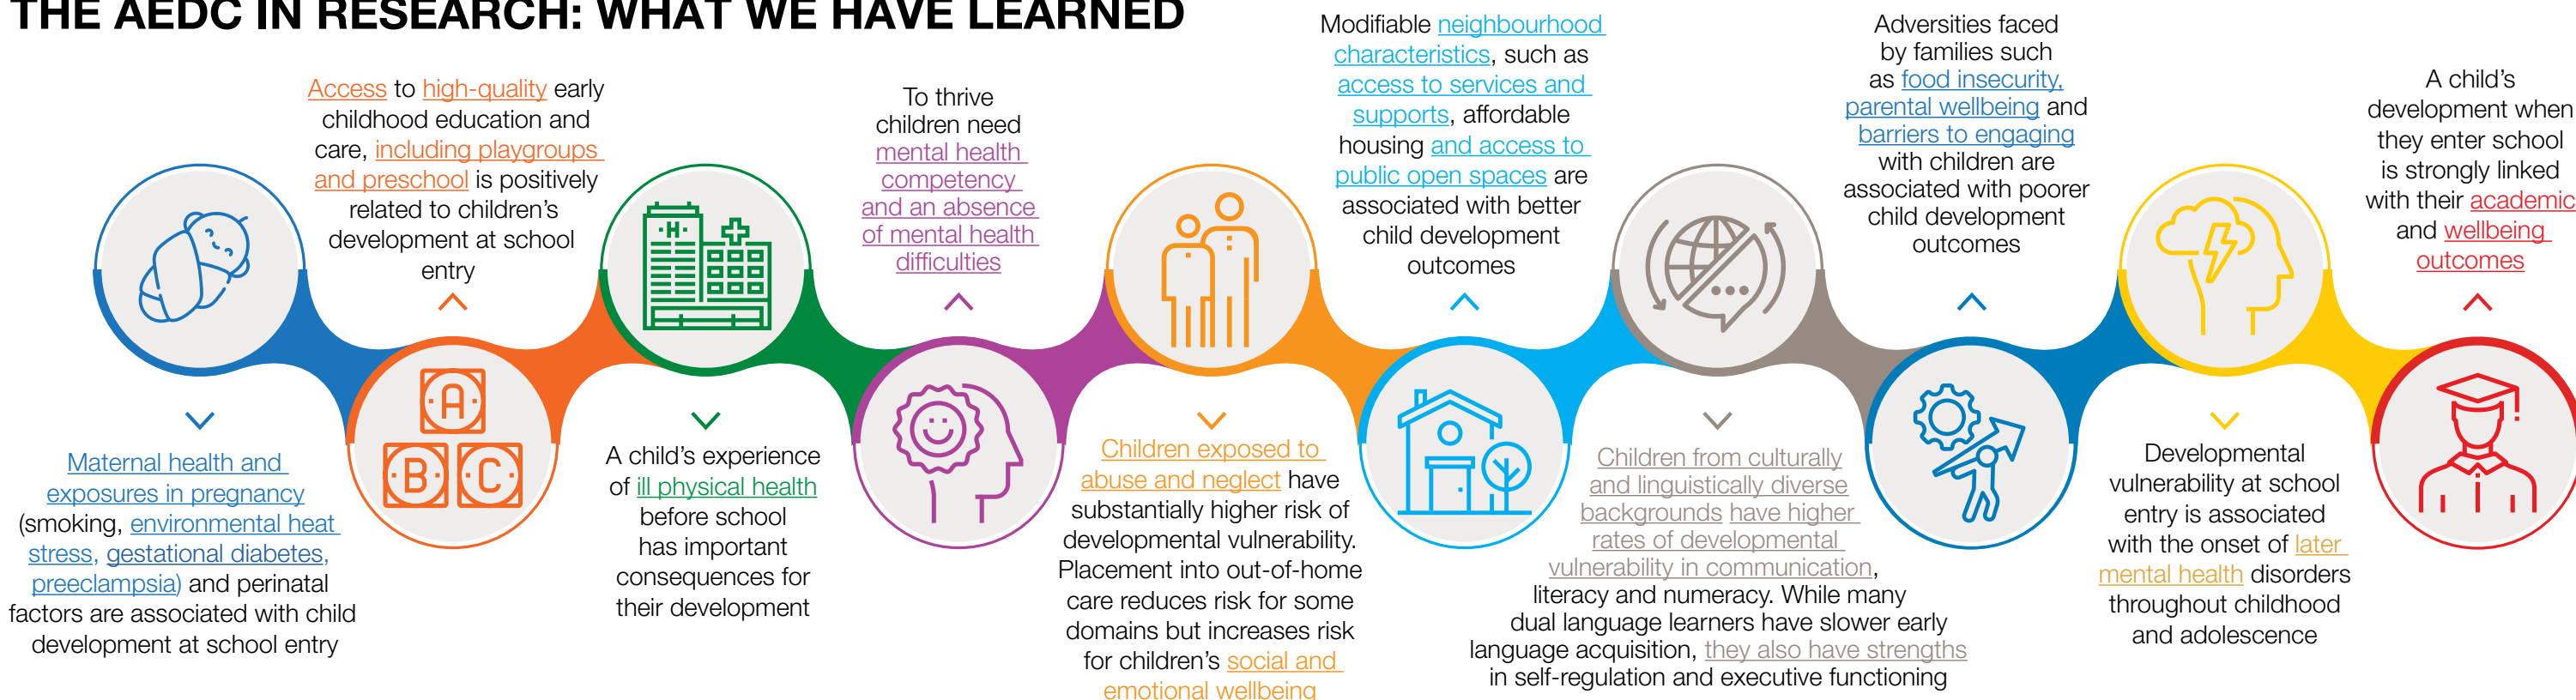 THE AEDC IN RESEARCH: WHAT WE HAVE LEARNED
Maternal health and
exposures in pregnancy
(smoking, environmental heat
stress, gestational diabetes,
preeclampsia) and perinatal
factors are associated with child
development at school entry
Access to high-quality early
childhood education and
care, including playgroups
and preschool is positively
related to children’s
development at school
entry
A
B
C
H
A child’s experience
of ill physical health
before school
has important
consequences for
their development
To thrive
children need
mental health
competency
and an absence
of mental health
difficulties
Children exposed to
abuse and neglect have
substantially higher risk of
developmental vulnerability.
Placement into out-of-home
care reduces risk for some
domains but increases risk
for children’s social and
emotional wellbeing
Modifiable neighbourhood
characteristics, such as
access to services and
supports, affordable
housing and access to
public open spaces are
associated with better
child development
outcomes
Children from culturally
and linguistically diverse
backgrounds have higher
rates of developmental
vulnerability in communication,
literacy and numeracy. While many
dual language learners have slower early
language acquisition, they also have strengths
in self-regulation and executive functioning
Adversities faced
by families such
as food insecurity,
parental wellbeing and
barriers to engaging
with children are
associated with poorer
child development
outcomes
Developmental
vulnerability at school
entry is associated
with the onset of later
mental health disorders
throughout childhood
and adolescence
A child’s
development when
they enter school
is strongly linked
with their academic
and wellbeing
outcomes